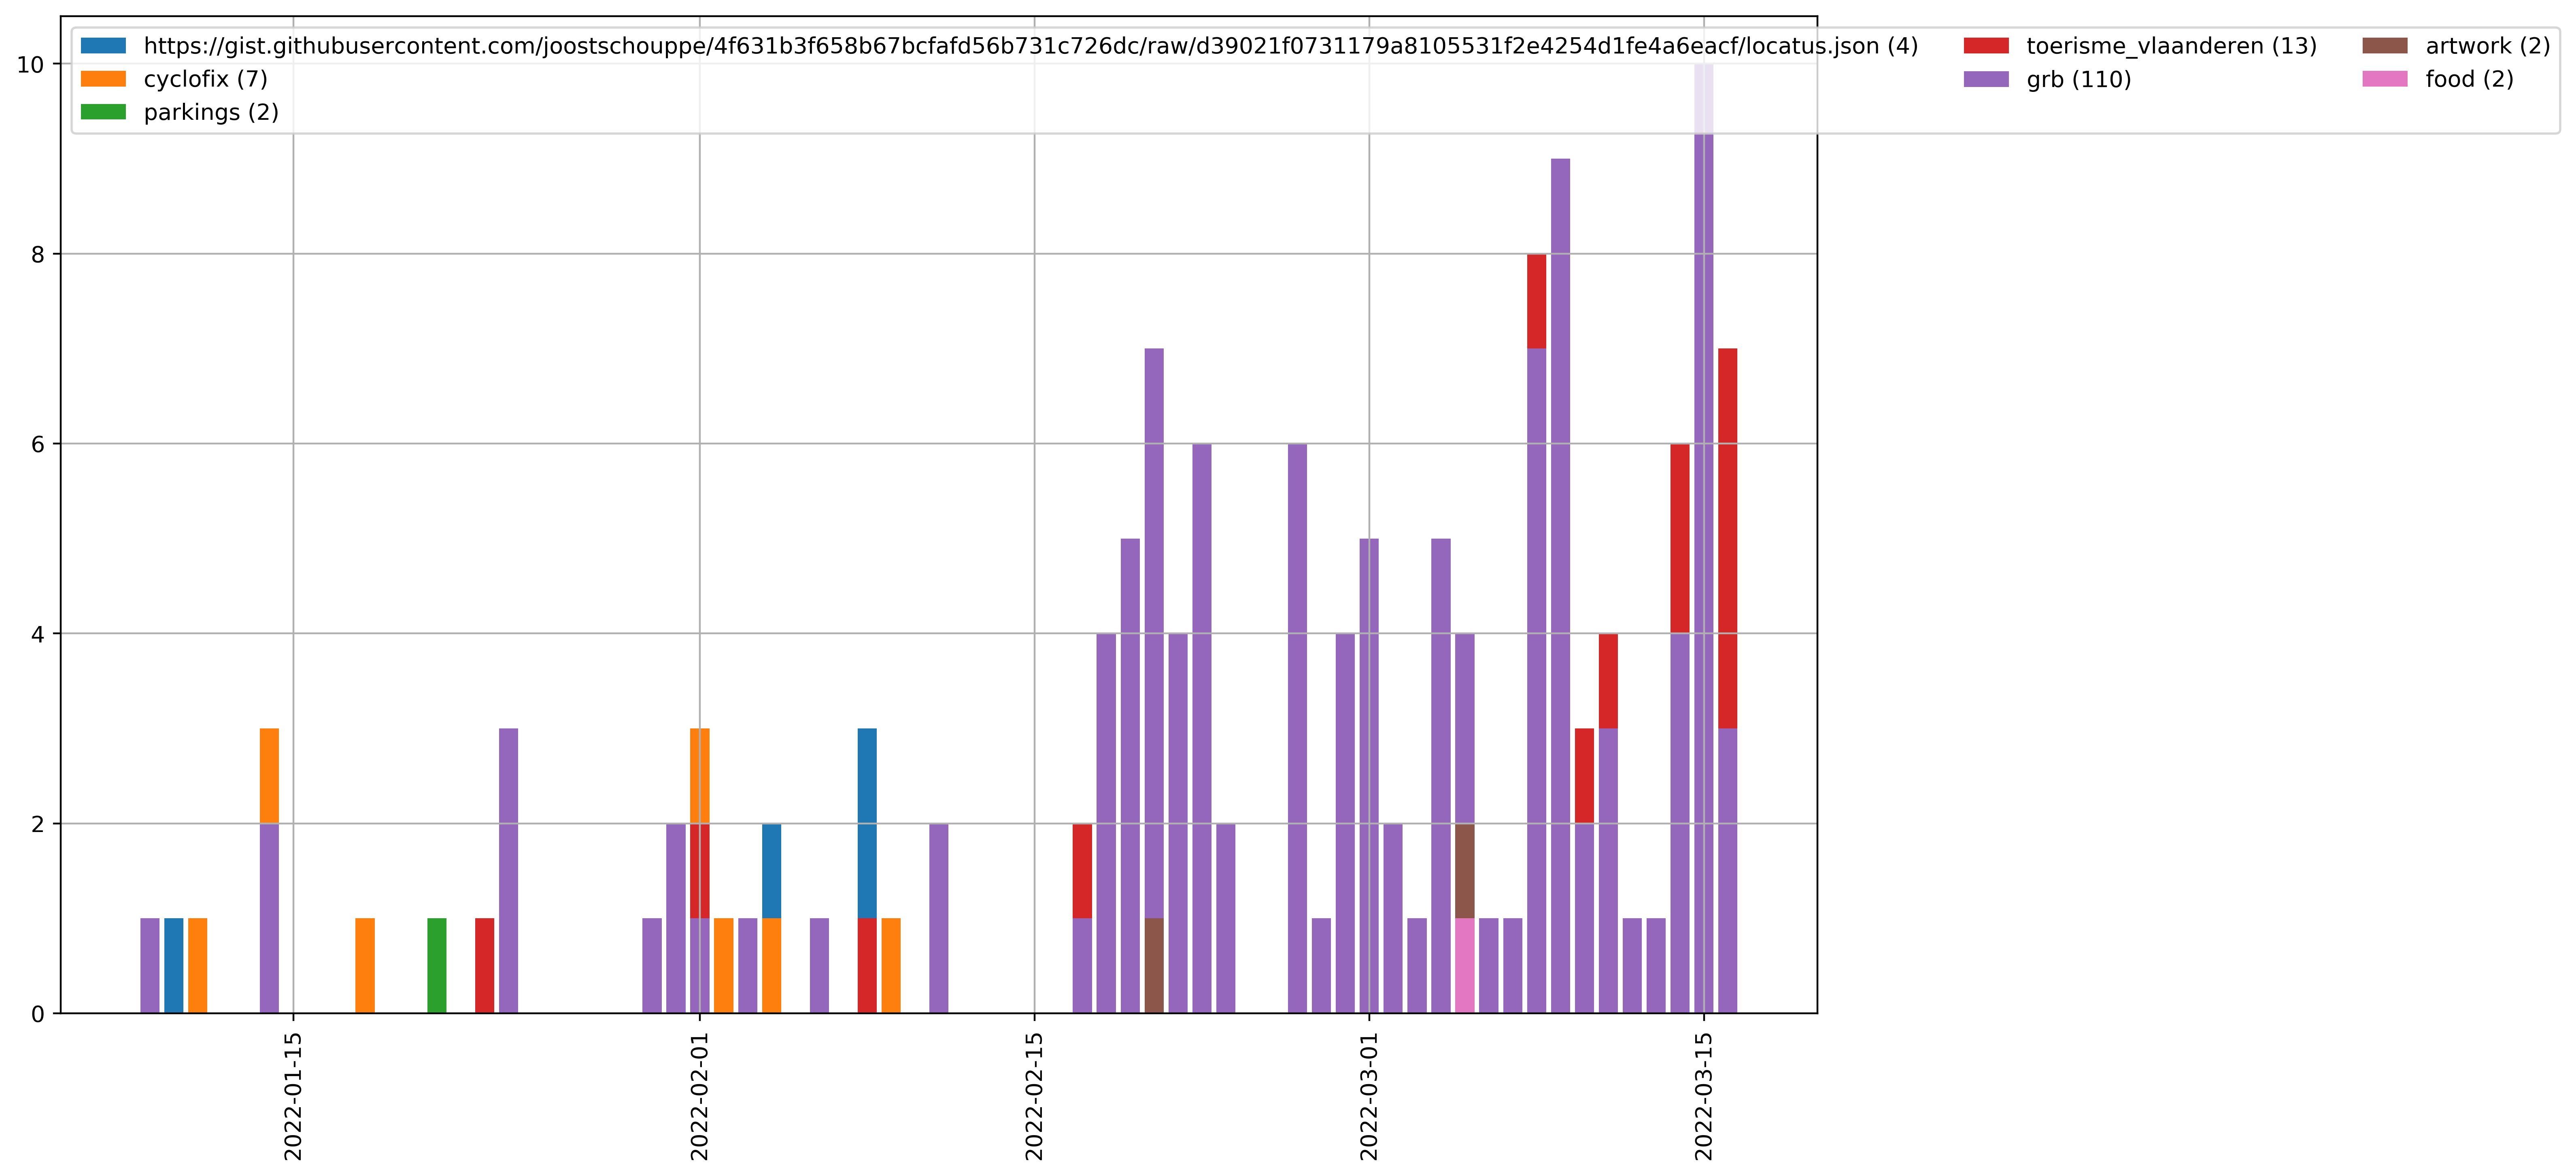 https://gist.githubusercontent.com/joostschouppe/4f631b3f658b67bcfafd56b731c726dc/raw/d39021f0731179a8105531f2e4254d1fe4a6eacf/locatus.json (4)
cyclofix (7)
parkings (2)
toerisme_vlaanderen (13)
grb (110)
artwork (2)
food (2)
10
8
6
4
2
0
2022-01-15
2022-02-01
2022-02-15
2022-03-01
2022-03-15